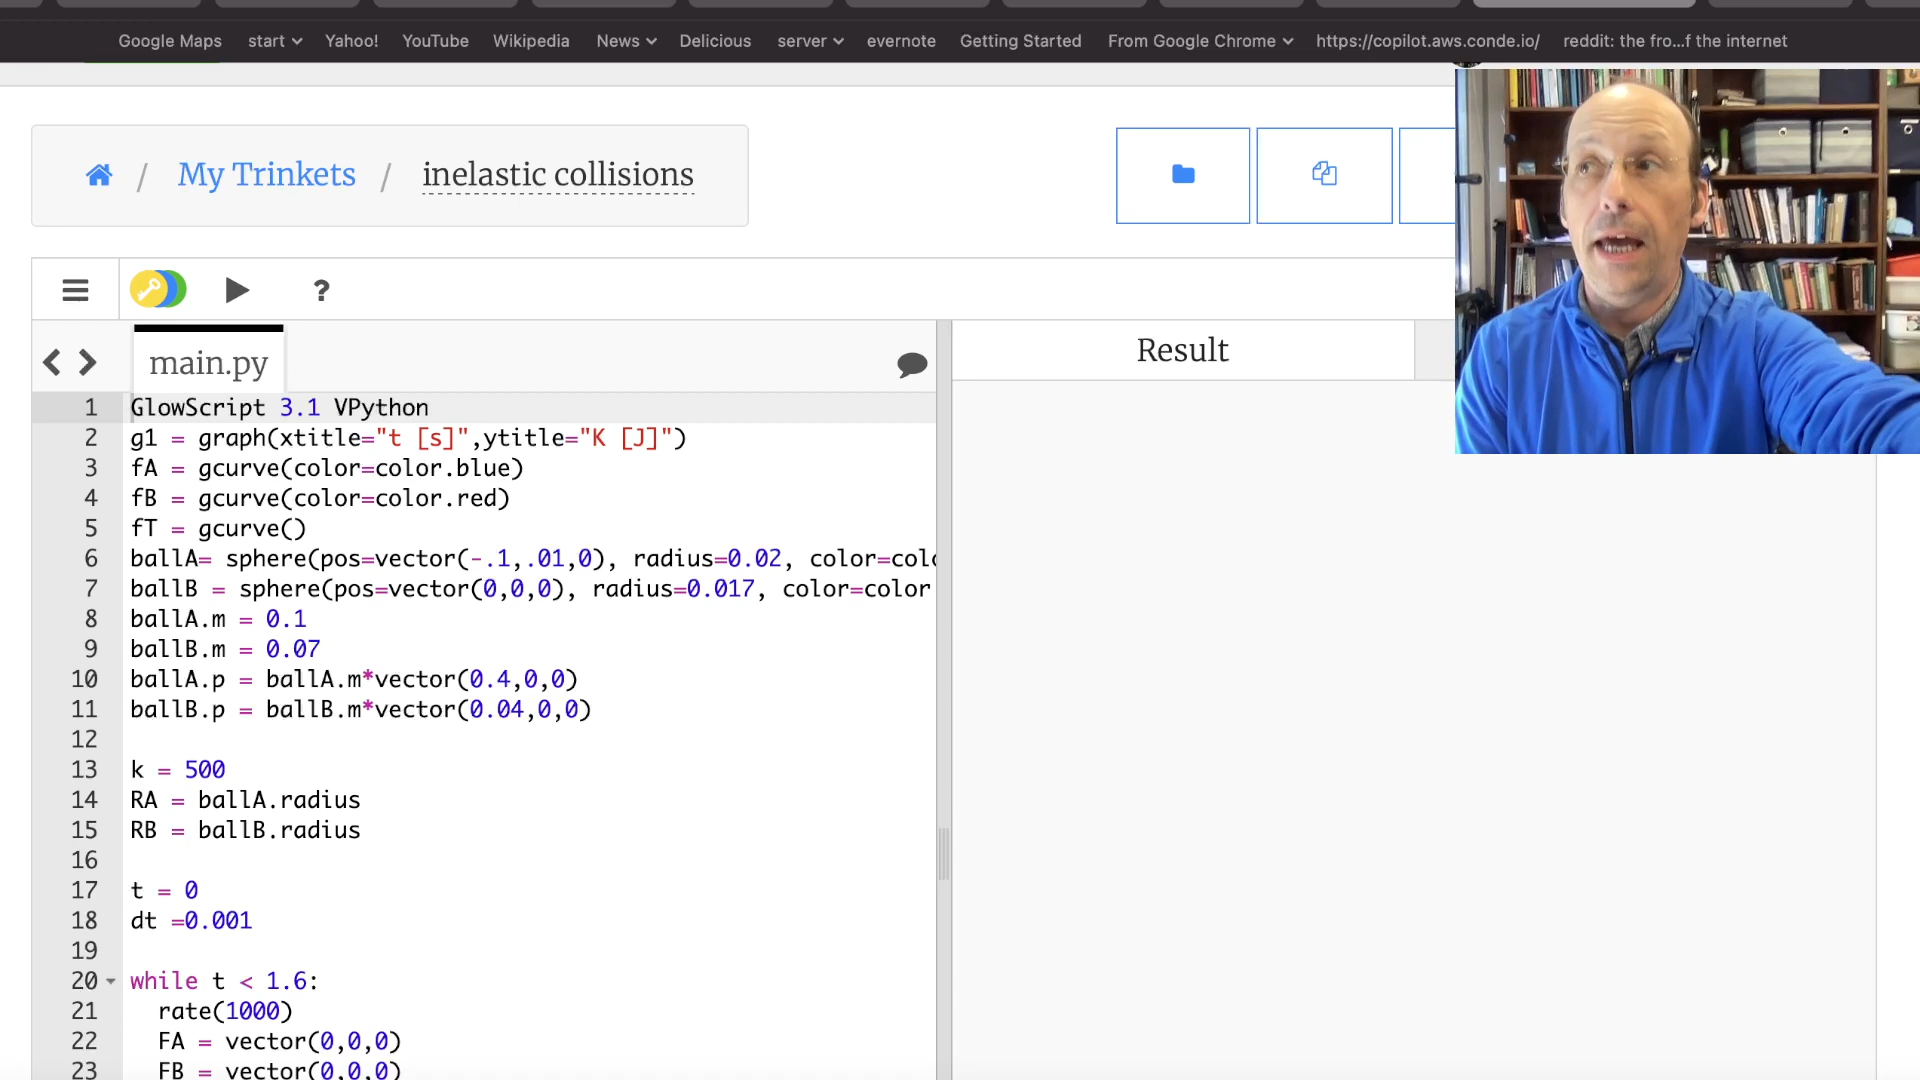 Google Maps start Yahoo! YouTube Wikipedia News Delicious server evernote Getting Started From Google Chrome https://copilot.aws.conde.io/ reddit: the fro...f the internet
/ My Trinkets / inelastic collisions
?
main.py
Result
1 GlowScript 3.1 VPython
2 g1 = graph(xtitle="t [s]",ytitle="K [J]")
3 fA = gcurve(color=color.blue)
4 fB = gcurve(color=color.red)
5 fT = gcurve()
6 ballA= sphere(pos=vector(-.1,.01,0), radius=0.02, color=colo
7 ballB = sphere(pos=vector(0,0,0), radius=0.017, color=color
8 ballA.m = 0.1
9 ballB.m = 0.07
10 ballA.p = ballA.m*vector(0.4,0,0)
11 ballB.p = ballB.m*vector(0.04,0,0)
12
13 k = 500
14 RA = ballA.radius
15 RB = ballB.radius
16
17 t = 0
18 dt =0.001
19
20 while t < 1.6:
21 rate(1000)
22 FA = vector(0,0,0)
23 FB = vector(0,0,0)